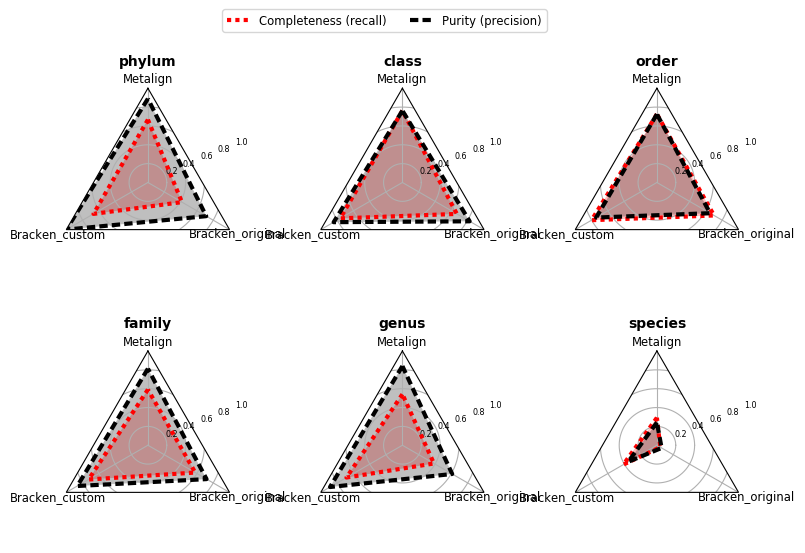 Completeness (recall) Purity (precision)
phylum class order
Metalign Metalign Metalign
0.2 0.4 0.6 0.8 1.0 0.2 0.4 0.6 0.8 1.0 0.2 0.4 0.6 0.8 1.0
Bracken_custom Bracken_original Bracken_custom Bracken_original Bracken_custom Bracken_original
family genus species
Metalign Metalign Metalign
0.2 0.4 0.6 0.8 1.0 0.2 0.4 0.6 0.8 1.0 0.2 0.4 0.6 0.8 1.0
Bracken_custom Bracken_original Bracken_custom Bracken_original Bracken_custom Bracken_original